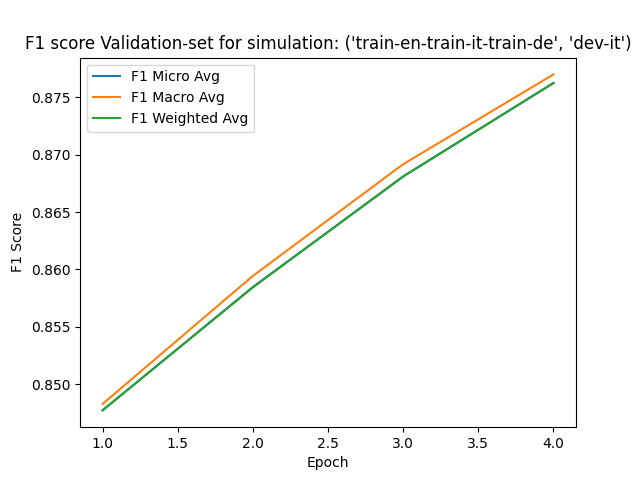 F1 score Validation-set for simulation: ('train-en-train-it-train-de', 'dev-it')
F1 Micro Avg
F1 Macro Avg
F1 Weighted Avg
0.875
0.870
0.865
0.860
0.855
0.850
F1 Score
1.0 1.5 2.0 2.5 3.0 3.5 4.0
Epoch